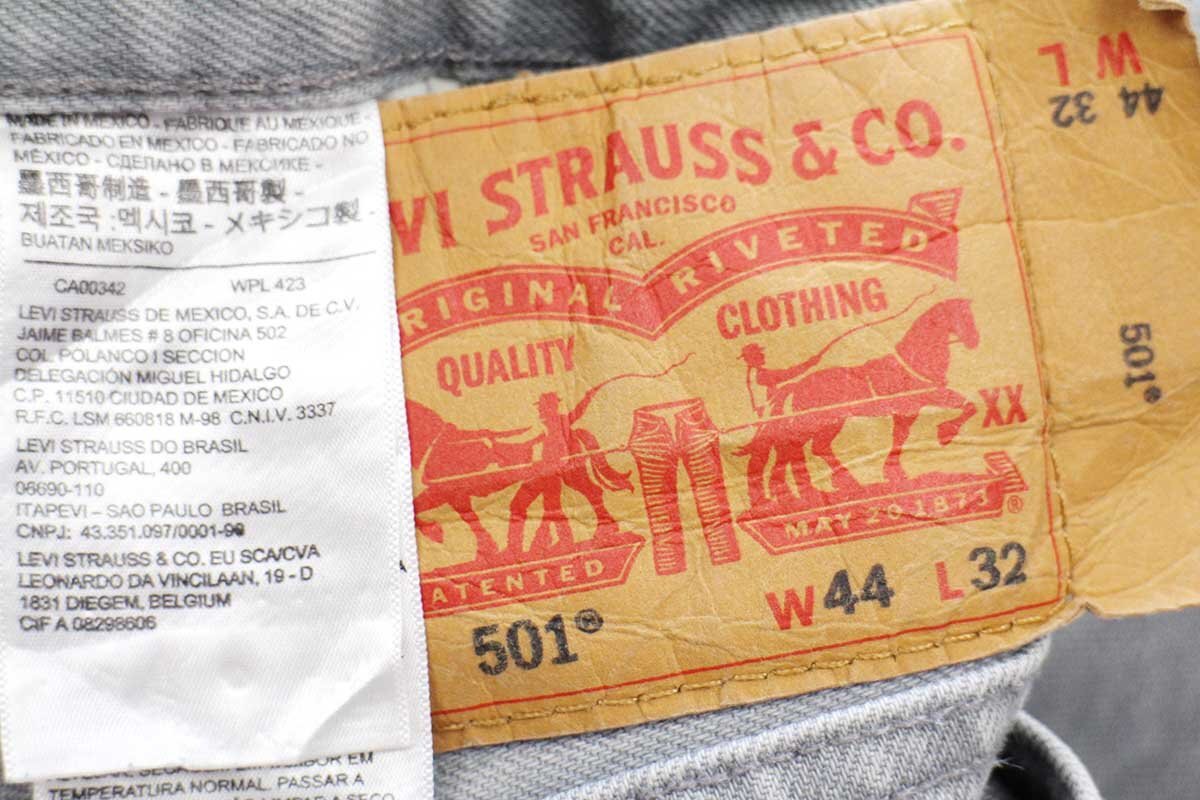 MADE IN MEXICO - FABRIQUE AU MEXIQUE
FABRICADO EN MÉXICO - FABRICADO NO
MÉXICO - СДЕЛАНО В МЕКСИКЕ -
墨西哥制造 - 墨西哥製 -
제조국 :멕시코 - メキシコ製 -
BUATAN MEKSIKO
CA00342 WPL 423
LEVI STRAUSS DE MEXICO, S.A. DE C.V.
JAIME BALMES # 8 OFICINA 502
COL. POLANCO I SECCION
DELEGACIÓN MIGUEL HIDALGO
C.P. 11510 CIUDAD DE MEXICO
R.F.C. LSM 660818 M-98 C.N.I.V. 3337
LEVI STRAUSS DO BRASIL
AV. PORTUGAL, 400
06690-110
ITAPEVI – SAO PAULO BRASIL
CNPJ: 43.351.097/0001-90
LEVI STRAUSS & CO. EU SCA/CVA
LEONARDO DA VINCILAAN, 19 - D
1831 DIEGEM, BELGIUM
CIF A 08298606
TEMPERATURA NORMAL. PASSAR A
VI STRAUSS & CO.
SAN FRANCISCO
CAL.
RIGINAL RIVETED
QUALITY CLOTHING
XX
ATENTED MAY 20 1873 ®
501® W 44 L 32
W L
44 32
501®